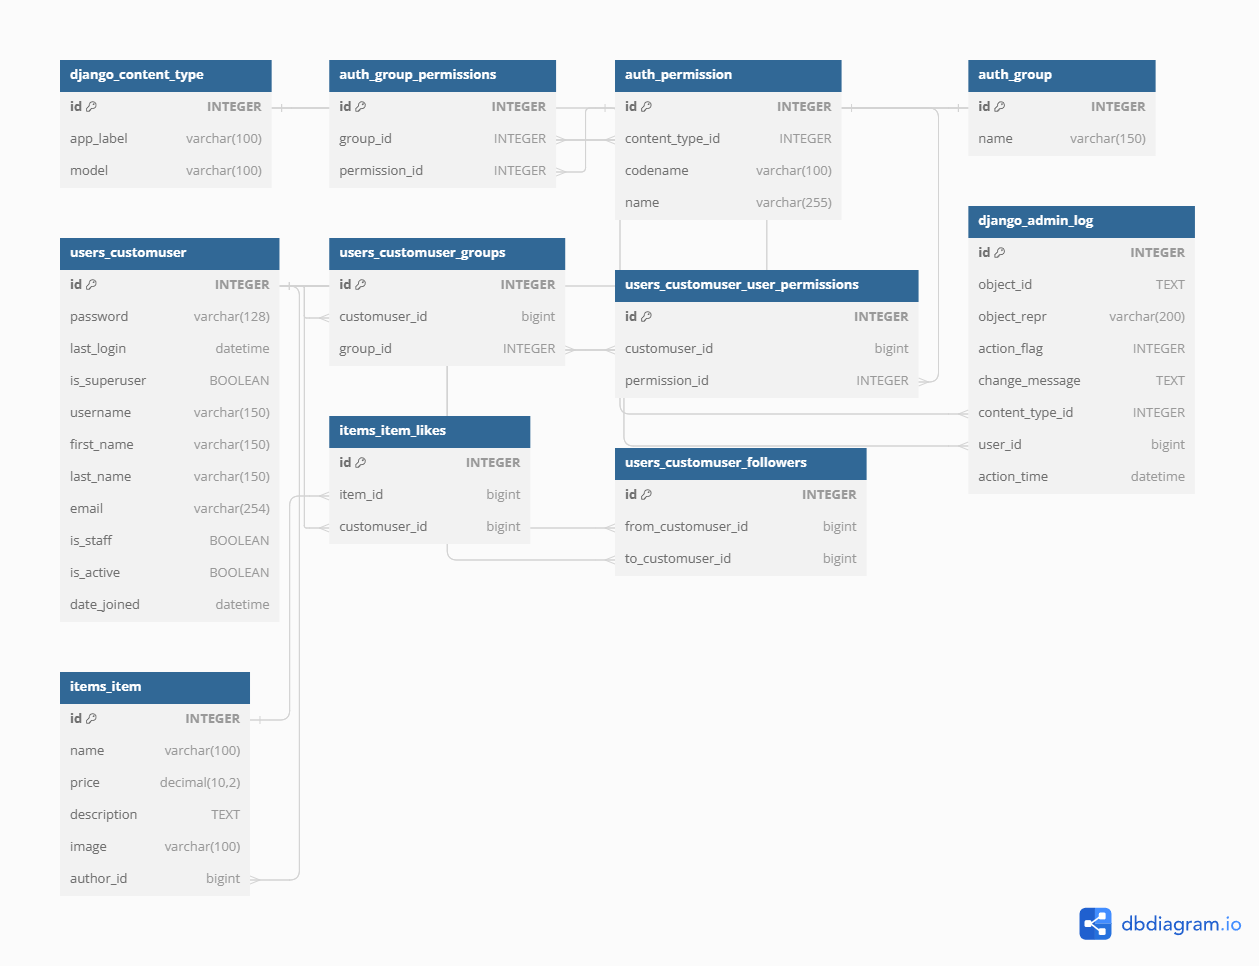 django_content_type
id INTEGER
app_label varchar(100)
model varchar(100)
auth_group_permissions
id INTEGER
group_id INTEGER
permission_id INTEGER
auth_permission
id INTEGER
content_type_id INTEGER
codename varchar(100)
name varchar(255)
auth_group
id INTEGER
name varchar(150)
django_admin_log
id INTEGER
object_id TEXT
object_repr varchar(200)
action_flag INTEGER
change_message TEXT
content_type_id INTEGER
user_id bigint
action_time datetime
users_customuser
id INTEGER
password varchar(128)
last_login datetime
is_superuser BOOLEAN
username varchar(150)
first_name varchar(150)
last_name varchar(150)
email varchar(254)
is_staff BOOLEAN
is_active BOOLEAN
date_joined datetime
users_customuser_groups
id INTEGER
customuser_id bigint
group_id INTEGER
users_customuser_user_permissions
id INTEGER
customuser_id bigint
permission_id INTEGER
items_item_likes
id INTEGER
item_id bigint
customuser_id bigint
users_customuser_followers
id INTEGER
from_customuser_id bigint
to_customuser_id bigint
items_item
id INTEGER
name varchar(100)
price decimal(10,2)
description TEXT
image varchar(100)
author_id bigint
dbdiagram.io